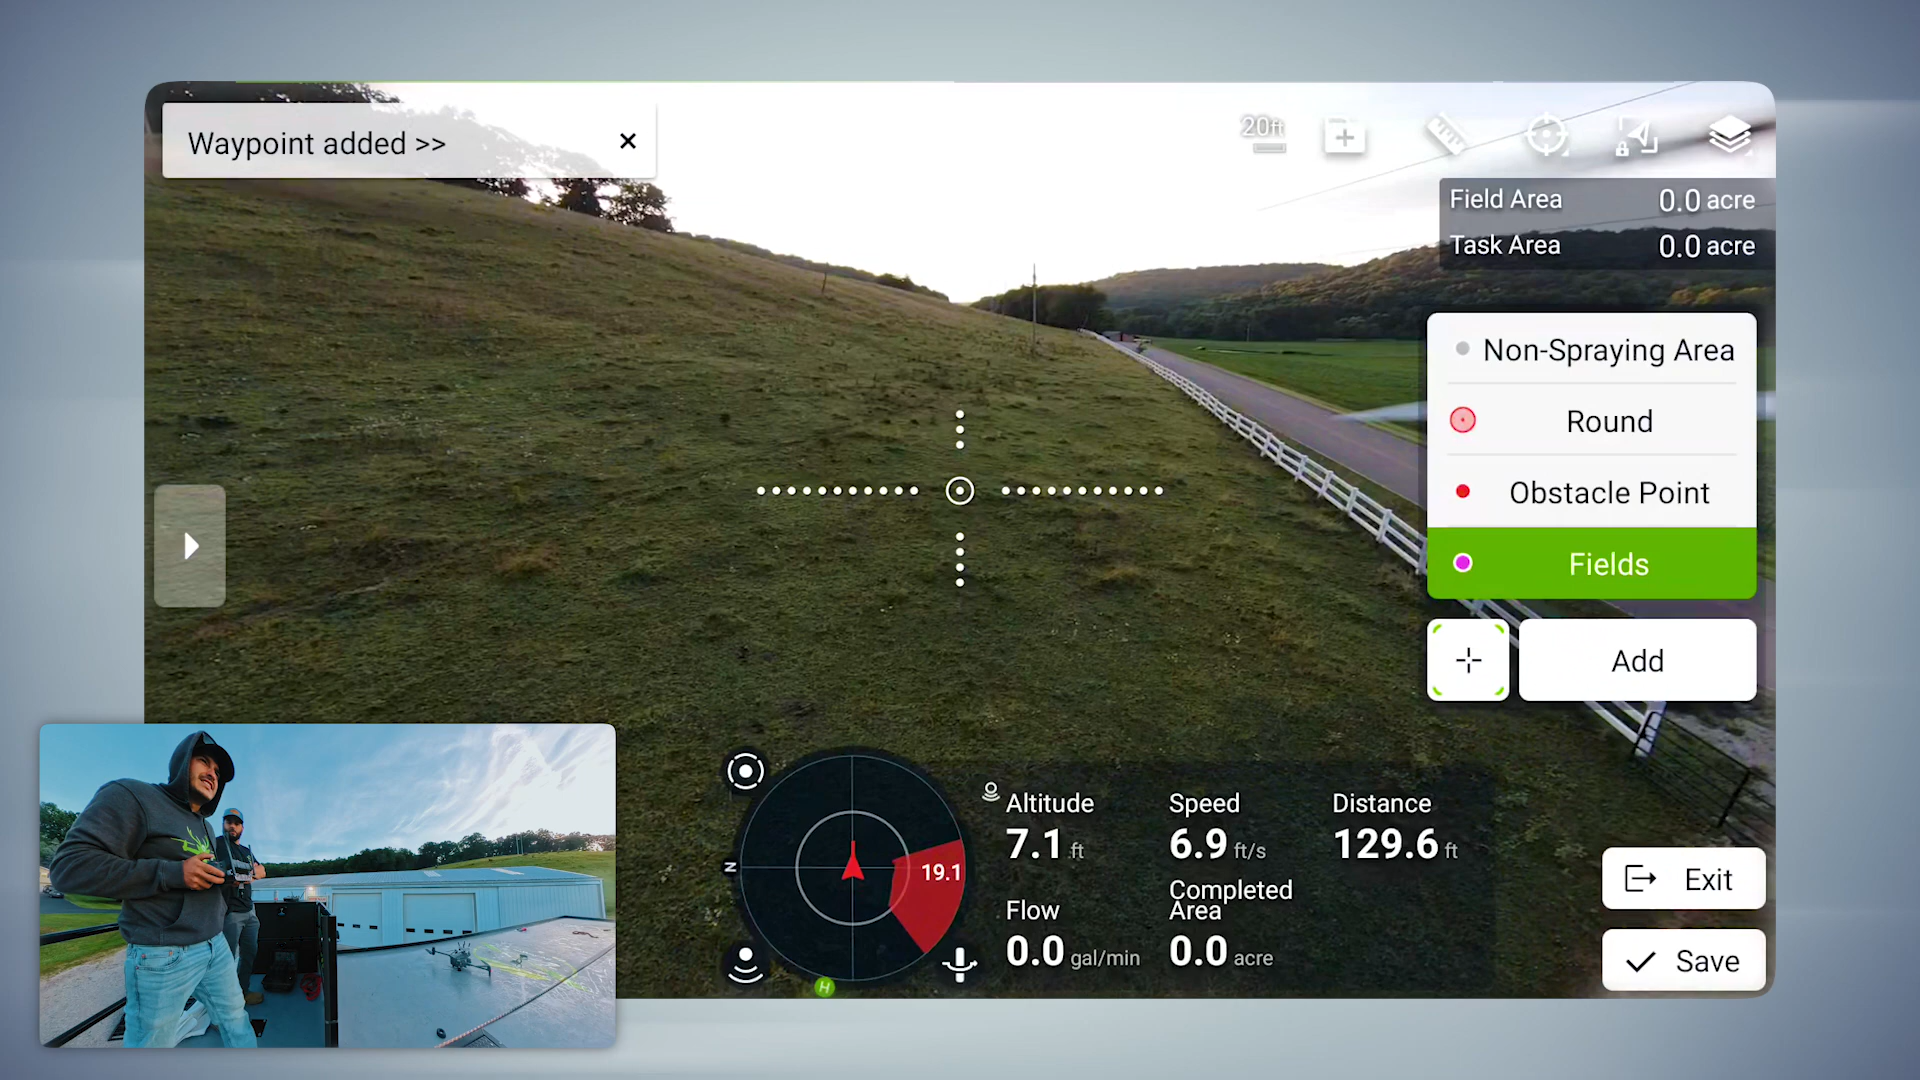 Waypoint added >>
20ft
Field Area 0.0 acre
Task Area 0.0 acre
Non-Spraying Area
Round
Obstacle Point
Fields
Add
Altitude Speed Distance
7.1 ft 6.9 ft/s 129.6 ft
Flow Completed Area
0.0 gal/min 0.0 acre
N
19.1
H
Exit
Save